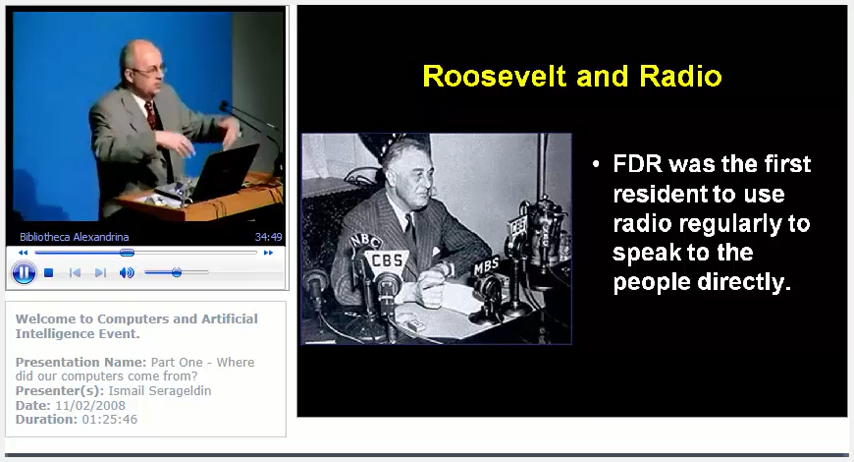 Bibliotheca Alexandrina 34:49
Welcome to Computers and Artificial
Intelligence Event.
Presentation Name: Part One - Where
did our computers come from?
Presenter(s): Ismail Serageldin
Date: 11/02/2008
Duration: 01:25:46
Roosevelt and Radio
NBC
CBS
MBS
CBS
• FDR was the first
resident to use
radio regularly to
speak to the
people directly.